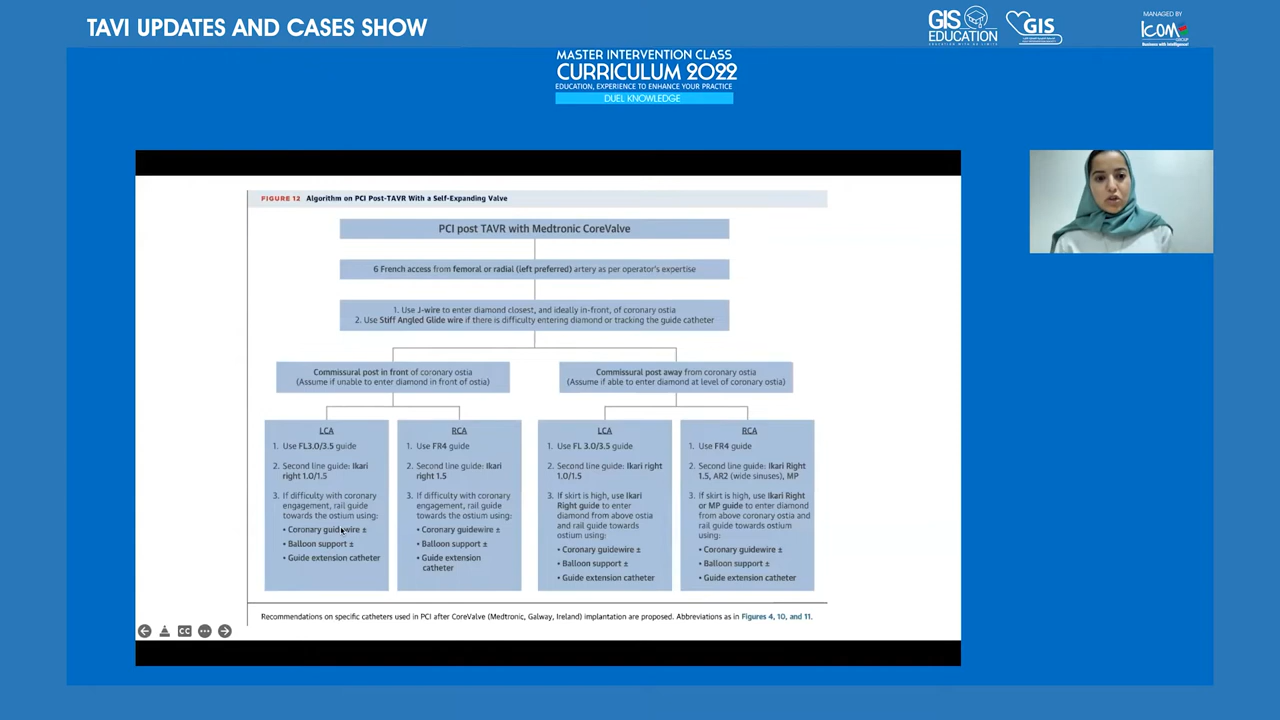 TAVI UPDATES AND CASES SHOW
GIS
EDUCATION
GIS
MANAGED BY
ICOM
GROUP
Business with Intelligence!
MASTER INTERVENTION CLASS
CURRICULUM 2022
EDUCATION, EXPERIENCE TO ENHANCE YOUR PRACTICE
DUEL KNOWLEDGE
FIGURE 12 Algorithm on PCI Post-TAVR With a Self-Expanding Valve
PCI post TAVR with Medtronic CoreValve
6 French access from femoral or radial (left preferred) artery as per operator's expertise
1. Use J-wire to enter diamond closest, and ideally in-front, of coronary ostia
2. Use Stiff Angled Glide wire if there is difficulty entering diamond or tracking the guide catheter
Commissural post in front of coronary ostia
(Assume if unable to enter diamond in front of ostia)
Commissural post away from coronary ostia
(Assume if able to enter diamond at level of coronary ostia)
LCA
1. Use FL3.0/3.5 guide
2. Second line guide: Ikari
right 1.0/1.5
3. If difficulty with coronary
engagement, rail guide
towards the ostium using:
• Coronary guidewire ±
• Balloon support ±
• Guide extension catheter
RCA
1. Use FR4 guide
2. Second line guide: Ikari
right 1.5
3. If difficulty with coronary
engagement, rail guide
towards the ostium using:
• Coronary guidewire ±
• Balloon support ±
• Guide extension
catheter
LCA
1. Use FL 3.0/3.5 guide
2. Second line guide: Ikari right
1.0/1.5
3. If skirt is high, use Ikari
Right guide to enter
diamond from above ostia
and rail guide towards
ostium using:
• Coronary guidewire ±
• Balloon support ±
• Guide extension catheter
RCA
1. Use FR4 guide
2. Second line guide: Ikari Right
1.5, AR2 (wide sinuses), MP
3. If skirt is high, use Ikari Right
or MP guide to enter diamond
from above coronary ostia and
rail guide towards ostium
using:
• Coronary guidewire ±
• Balloon support ±
• Guide extension catheter
Recommendations on specific catheters used in PCI after CoreValve (Medtronic, Galway, Ireland) implantation are proposed. Abbreviations as in Figures 4, 10, and 11.
CC